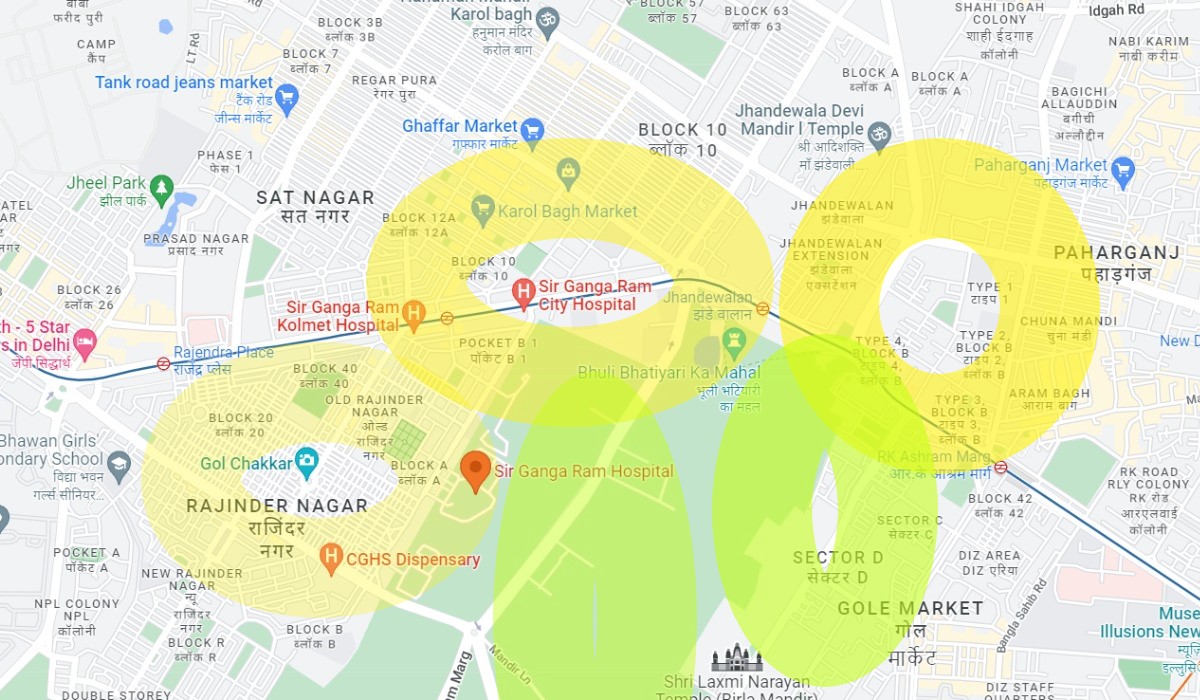 बाबा
फरीद पुरी
BLOCK 3B
ब्लॉक 3B
Karol bagh
हनुमान मंदिर
करोल बाग
BLOCK 57
ब्लॉक 57
BLOCK 63
ब्लॉक 63
SHAHI IDGAH
COLONY
शाही ईदगाह
कॉलोनी
Idgah Rd
CAMP
कैंप
LT Rd
BLOCK 7
ब्लॉक 7
NABI KARIM
नाबी करीम
Tank road jeans market
टैंक रोड
जीन्स मार्केट
REGAR PURA
रेगर पुरा
BLOCK A
ब्लॉक A
BLOCK A
ब्लॉक A
BAGICHI
ALLAUDDIN
बगीची
अल्लोद्दीन
Ghaffar Market
गफ़्फ़ार मार्केट
BLOCK 10
ब्लॉक 10
Jhandewala Devi
Mandir l Temple
श्री आदिशक्ति
माँ झंडेवाला...
PHASE 1
फेस 1
Jheel Park
झील पार्क
Paharganj Market
पहाड़गंज मार्केट
SAT NAGAR
सत नगर
BLOCK 12A
ब्लॉक 12A
Karol Bagh Market
JHANDEWALAN
झंडेवाला
PRASAD NAGAR
प्रसाद नगर
JHANDEWALAN
EXTENSION
झंडेवाला
एक्सटेंशन
PAHARGANJ
पहाड़गंज
BLOCK 10
ब्लॉक 10
BLOCK 26
ब्लॉक 26
Sir Ganga Ram
City Hospital
Jhandewalan
झंडे वालान
TYPE 1
टाइप 1
Sir Ganga Ram
Kolmet Hospital
CHUNA MANDI
चुना मंडी
th - 5 Star
s in Delhi
जेपी सिद्धार्थ
Rajendra-Place
राजेंद्र प्लेस
POCKET B 1
पॉकेट B 1
TYPE 4,
BLOCK B
टाइप 4,
ब्लॉक B
TYPE 2,
BLOCK B
टाइप 2,
ब्लॉक B
New D
BLOCK 40
ब्लॉक 40
Bhuli Bhatiyari Ka Mahal
भूली भटियारी
का महल
OLD RAJINDER
NAGAR
ओल्ड
राजिंदर
नगर
ARAM BAGH
आराम बाग
TYPE 3,
BLOCK B
टाइप 3,
ब्लॉक B
BLOCK 20
ब्लॉक 20
Bhawan Girls'
ondary School
विद्या भवन
गर्ल्स सीनियर...
Gol Chakkar
BLOCK A
ब्लॉक A
Sir Ganga Ram Hospital
RK Ashram Marg
आर.के आश्रम मार्ग
RK ROAD
RLY COLONY
RK रोड
आरएलवाई
कॉलोनी
RAJINDER NAGAR
राजिंदर
नगर
BLOCK 42
ब्लॉक 42
SECTOR C
सेक्टर C
POCKET A
पॉकेट A
CGHS Dispensary
SECTOR D
सेक्टर D
DIZ AREA
DIZ एरिया
NEW RAJINDER
NAGAR
न्यू
राजिंदर
नगर
NPL COLONY
NPL
कॉलोनी
GOLE MARKET
गोल
मार्केट
Bangla Sahib Rd
Muse
Illusions New
BLOCK B
ब्लॉक B
BLOCK R
ब्लॉक R
Mandir Ln
Shri Laxmi Narayan
Temple (Birla Mandir)
DIZ STAFF
QUARTERS
DOUBLE STOREY